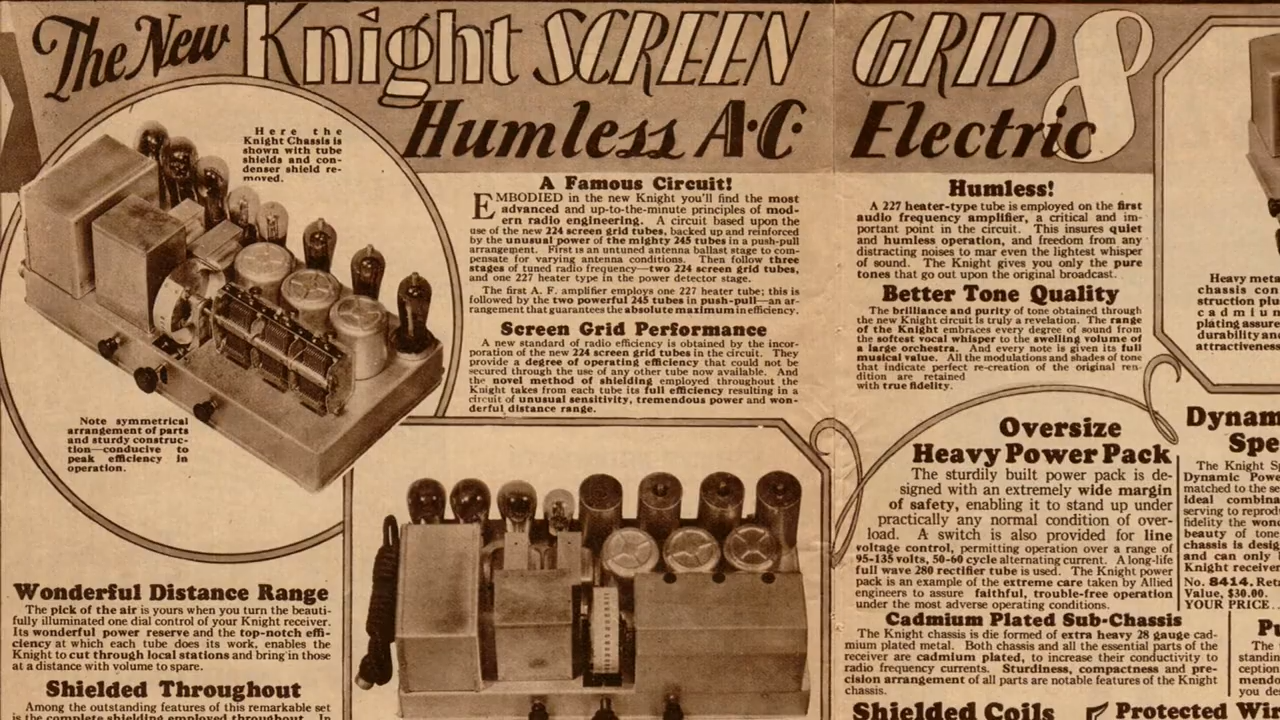 The New Knight SCREEN GRID 8
Humless A·C· Electric
Here the
Knight Chassis is
shown with tube
shields and con-
denser shield re-
moved.
Note symmetrical
arrangement of parts
and sturdy construc-
tion—conducive to
peak efficiency in
operation.
Wonderful Distance Range
The pick of the air is yours when you turn the beauti-
fully illuminated one dial control of your Knight receiver.
Its wonderful power reserve and the top-notch effi-
ciency at which each tube does its work, enables the
Knight to cut through local stations and bring in those
at a distance with volume to spare.
Shielded Throughout
Among the outstanding features of this remarkable set
is the complete shielding employed throughout. In
A Famous Circuit!
EMBODIED in the new Knight you'll find the most
advanced and up-to-the-minute principles of mod-
ern radio engineering. A circuit based upon the
use of the new 224 screen grid tubes, backed up and reinforced
by the unusual power of the mighty 245 tubes in a push-pull
arrangement. First is an untuned antenna ballast stage to com-
pensate for varying antenna conditions. Then follow three
stages of tuned radio frequency—two 224 screen grid tubes,
and one 227 heater type in the power detector stage.
The first A. F. amplifier employs one 227 heater tube; this is
followed by the two powerful 245 tubes in push-pull—an ar-
rangement that guarantees the absolute maximum in efficiency.
Screen Grid Performance
A new standard of radio efficiency is obtained by the incor-
poration of the new 224 screen grid tubes in the circuit. They
provide a degree of operating efficiency that could not be
secured through the use of any other tube now available. And
the novel method of shielding employed throughout the
Knight takes from each tube its full efficiency resulting in a
circuit of unusual sensitivity, tremendous power and won-
derful distance range.
Humless!
A 227 heater-type tube is employed on the first
audio frequency amplifier, a critical and im-
portant point in the circuit. This insures quiet
and humless operation, and freedom from any
distracting noises to mar even the lightest whisper
of sound. The Knight gives you only the pure
tones that go out upon the original broadcast.
Better Tone Quality
The brilliance and purity of tone obtained through
the new Knight circuit is truly a revelation. The range
of the Knight embraces every degree of sound from
the softest vocal whisper to the swelling volume of
a large orchestra. And every note is given its full
musical value. All the modulations and shades of tone
that indicate perfect re-creation of the original ren-
dition are retained
with true fidelity.
Oversize
Heavy Power Pack
The sturdily built power pack is de-
signed with an extremely wide margin
of safety, enabling it to stand up under
practically any normal condition of over-
load. A switch is also provided for line
voltage control, permitting operation over a range of
95-135 volts, 50-60 cycle alternating current. A long-life
full wave 280 rectifier tube is used. The Knight power
pack is an example of the extreme care taken by Allied
engineers to assure faithful, trouble-free operation
under the most adverse operating conditions.
Cadmium Plated Sub-Chassis
The Knight chassis is die formed of extra heavy 28 gauge cad-
mium plated metal. Both chassis and all the essential parts of the
receiver are cadmium plated, to increase their conductivity to
radio frequency currents. Sturdiness, compactness and pre-
cision arrangement of all parts are notable features of the Knight
chassis.
Shielded Coils
Heavy meta
chassis con
struction plu
cadmium
plating assure
durability and
attractiveness
Dynam
Spe
The Knight Sp
Dynamic Powe
matched to the se
ideal combina
serving to reprod
fidelity the won
beauty of tone
chassis is desig
and can only
Knight receiver
No. 8414. Ret
Value, $30.00.
YOUR PRICE..
Pr
The
standin
ception
mendo
you de
Protected Wir